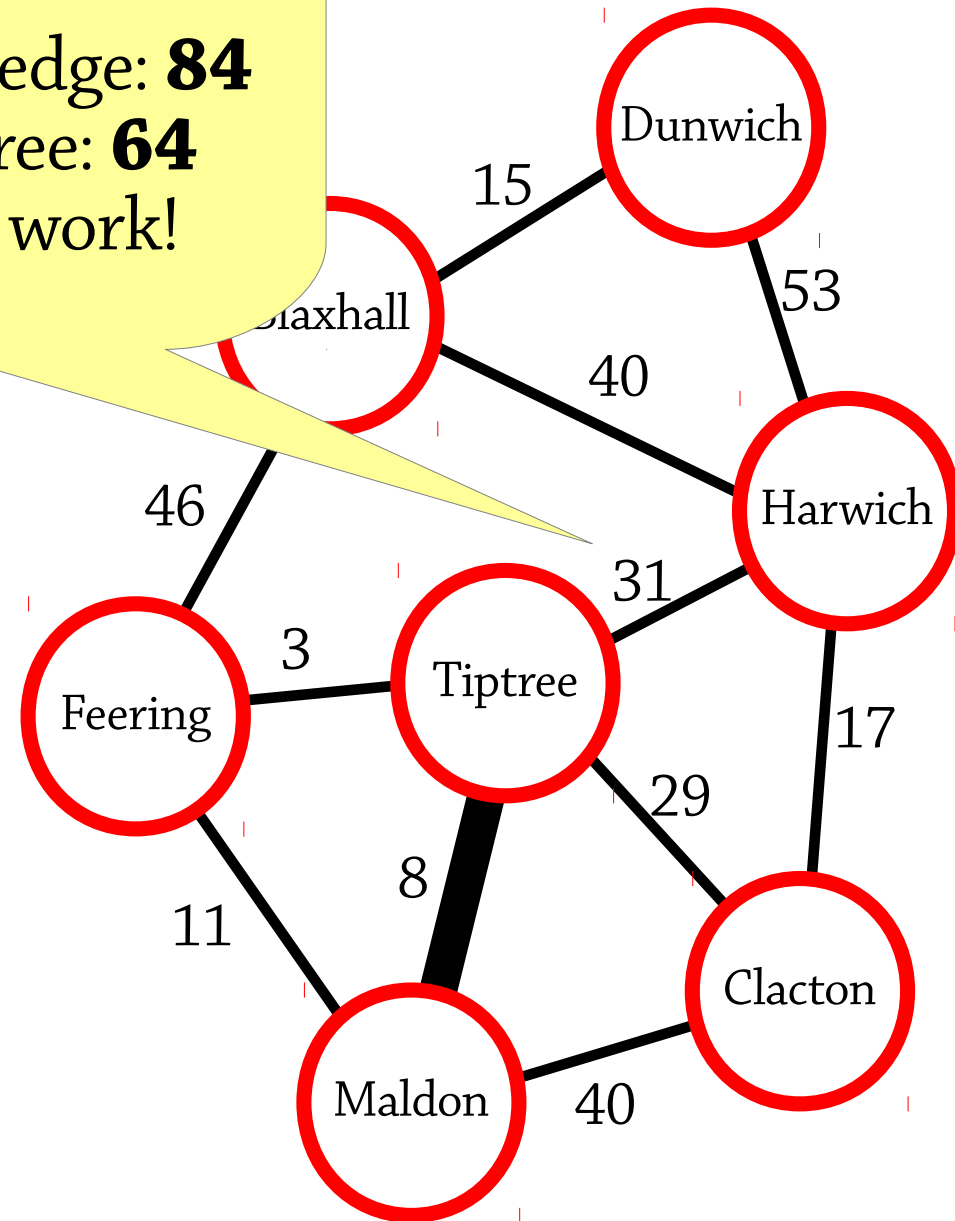 edge: 84
ree: 64
work!
Dunwich
15
53
Blaxhall
40
Harwich
46
31
3
Tiptree
Feering
17
29
8
11
Clacton
Maldon
40